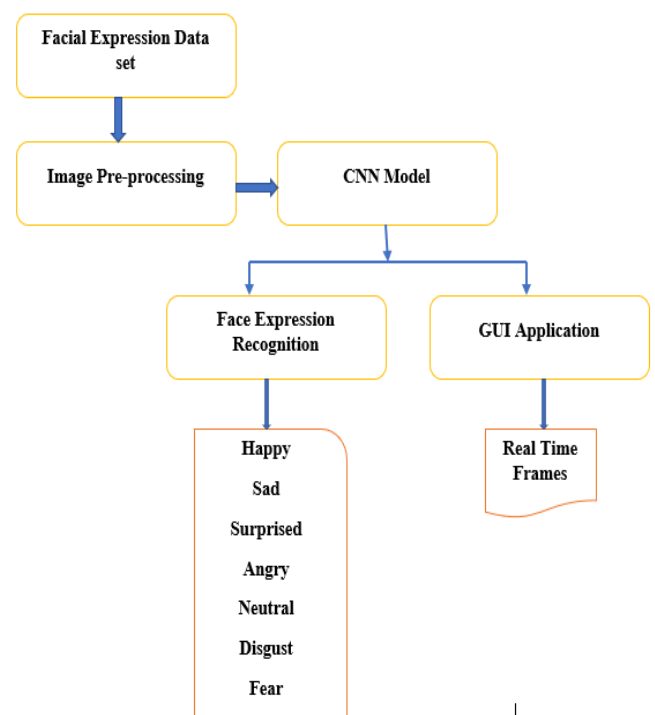 Facial Expression Data
set
Image Pre-processing
CNN Model
Face Expression
Recognition
GUI Application
Happy
Sad
Surprised
Angry
Neutral
Disgust
Fear
Real Time
Frames